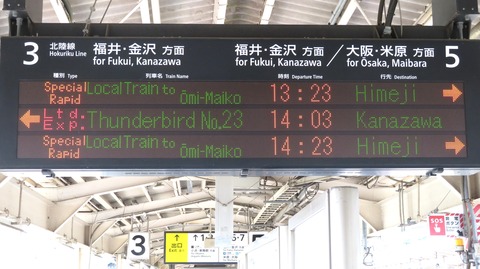 3 北陸線 福井・金沢 方面 福井・金沢 方面 / 大阪・米原 方面 5
Hokuriku Line for Fukui, Kanazawa for Fukui, Kanazawa for Ōsaka, Maibara
種別 Type 列車名 Train Name 時刻 Departure Time 行先 Destination
Special Rapid LocalTrain to Ōmi-Maiko 13:23 Himeji →
← Ltd. Exp. Thunderbird No.23 14:03 Kanazawa
Special Rapid LocalTrain to Ōmi-Maiko 14:23 Himeji →
3
出口
SOS